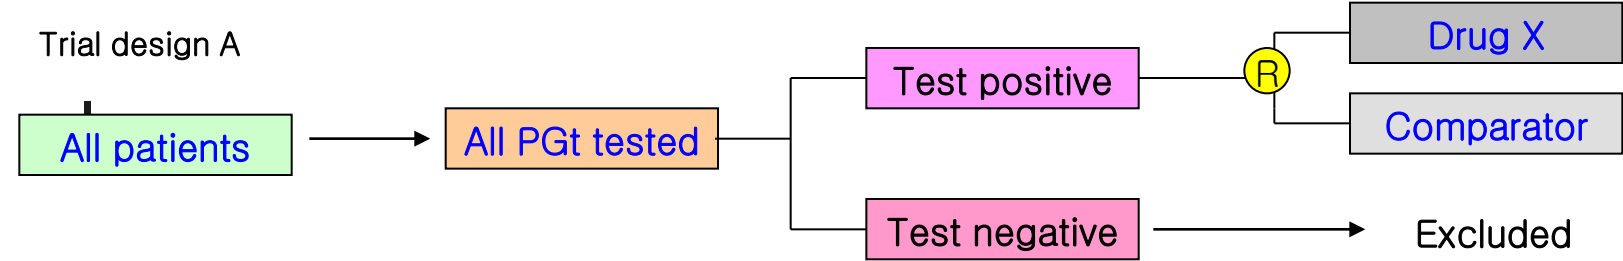 Trial design A
All patients
All PGt tested
Test positive
R
Drug X
Comparator
Test negative
Excluded